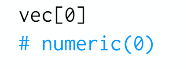 vec[0]
# numeric(0)